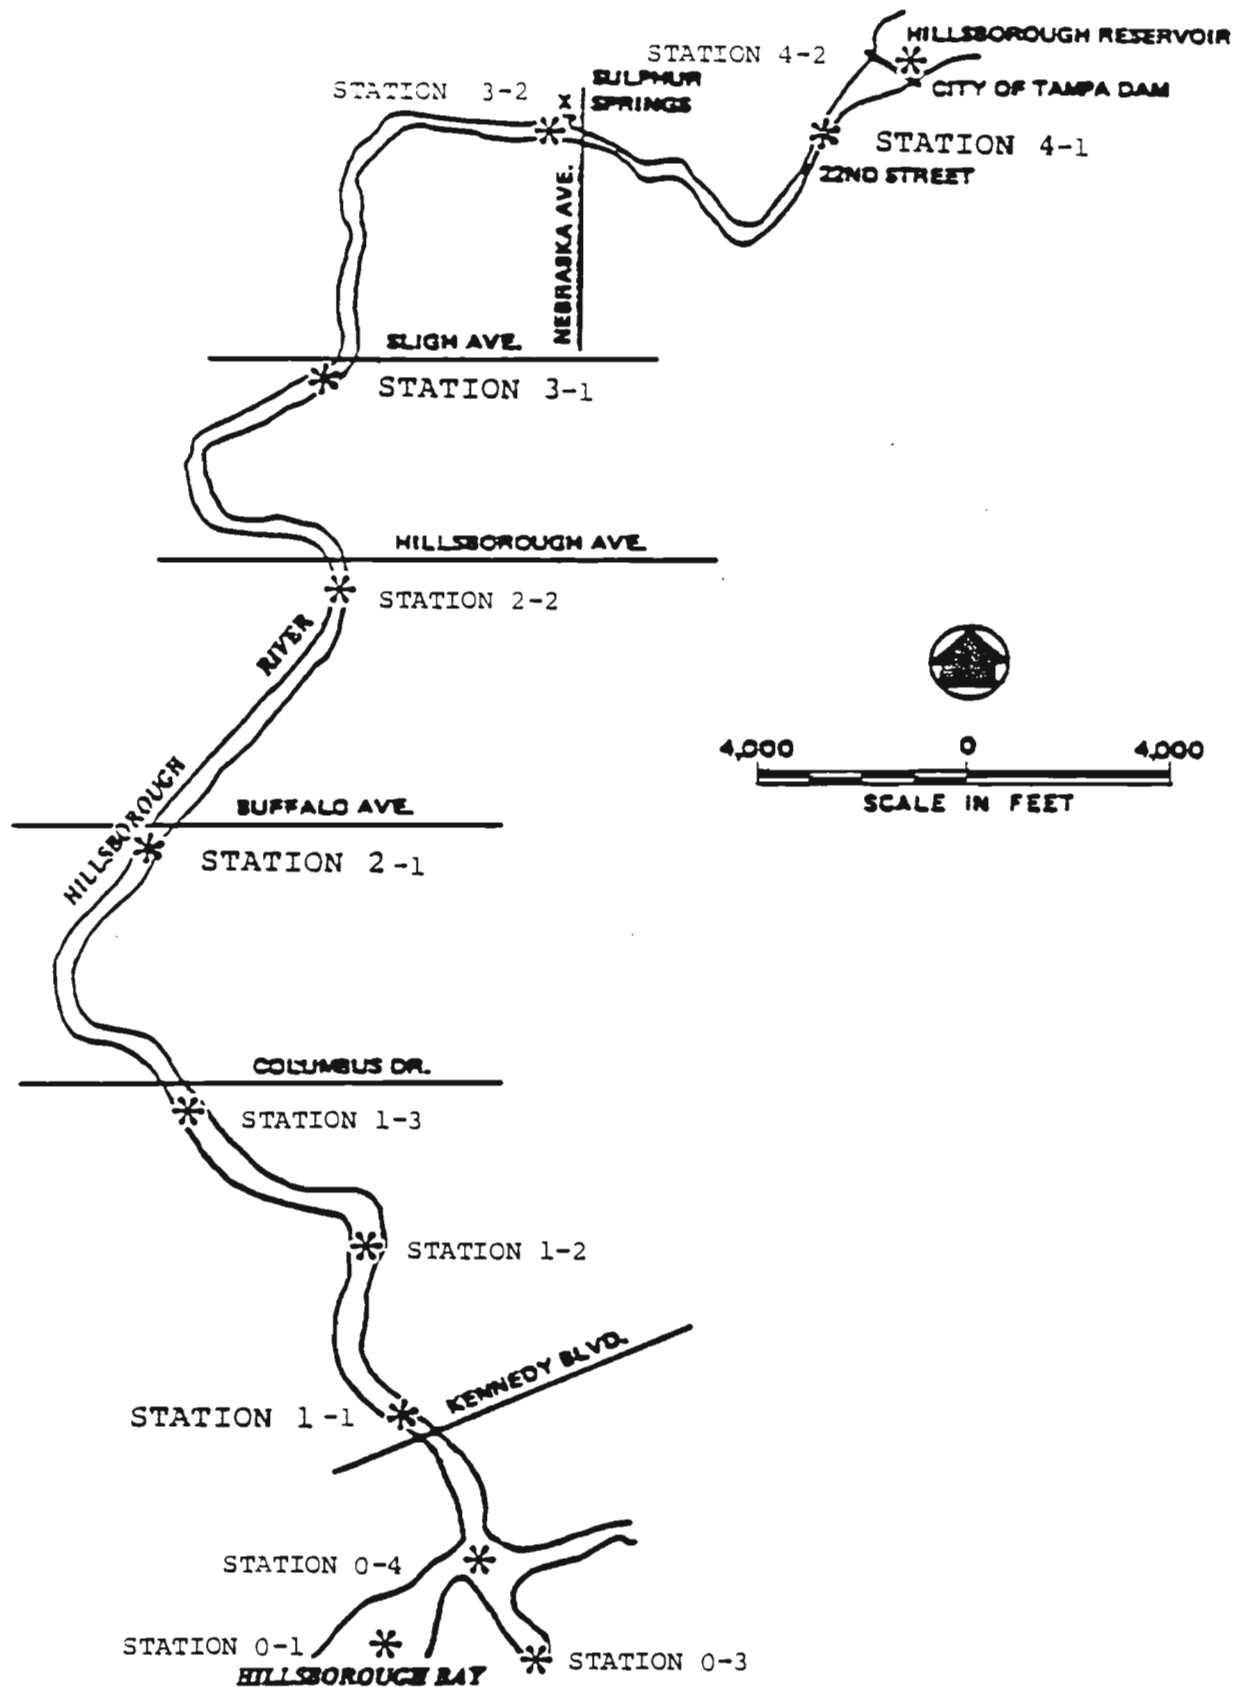 HILLSBOROUGH RESERVOIR
STATION 4-2
SULPHUR
SPRINGS
CITY OF TAMPA DAM
STATION 3-2
STATION 4-1
22ND STREET
NEBRASKA AVE.
SLIGH AVE.
STATION 3-1
HILLSBOROUGH AVE.
STATION 2-2
RIVER
4,000 0 4,000
SCALE IN FEET
HILLSBOROUGH
BUFFALO AVE.
STATION 2-1
COLUMBUS DR.
STATION 1-3
STATION 1-2
KENNEDY BLVD.
STATION 1-1
STATION 0-4
STATION 0-1
HILLSBOROUGH BAY
STATION 0-3